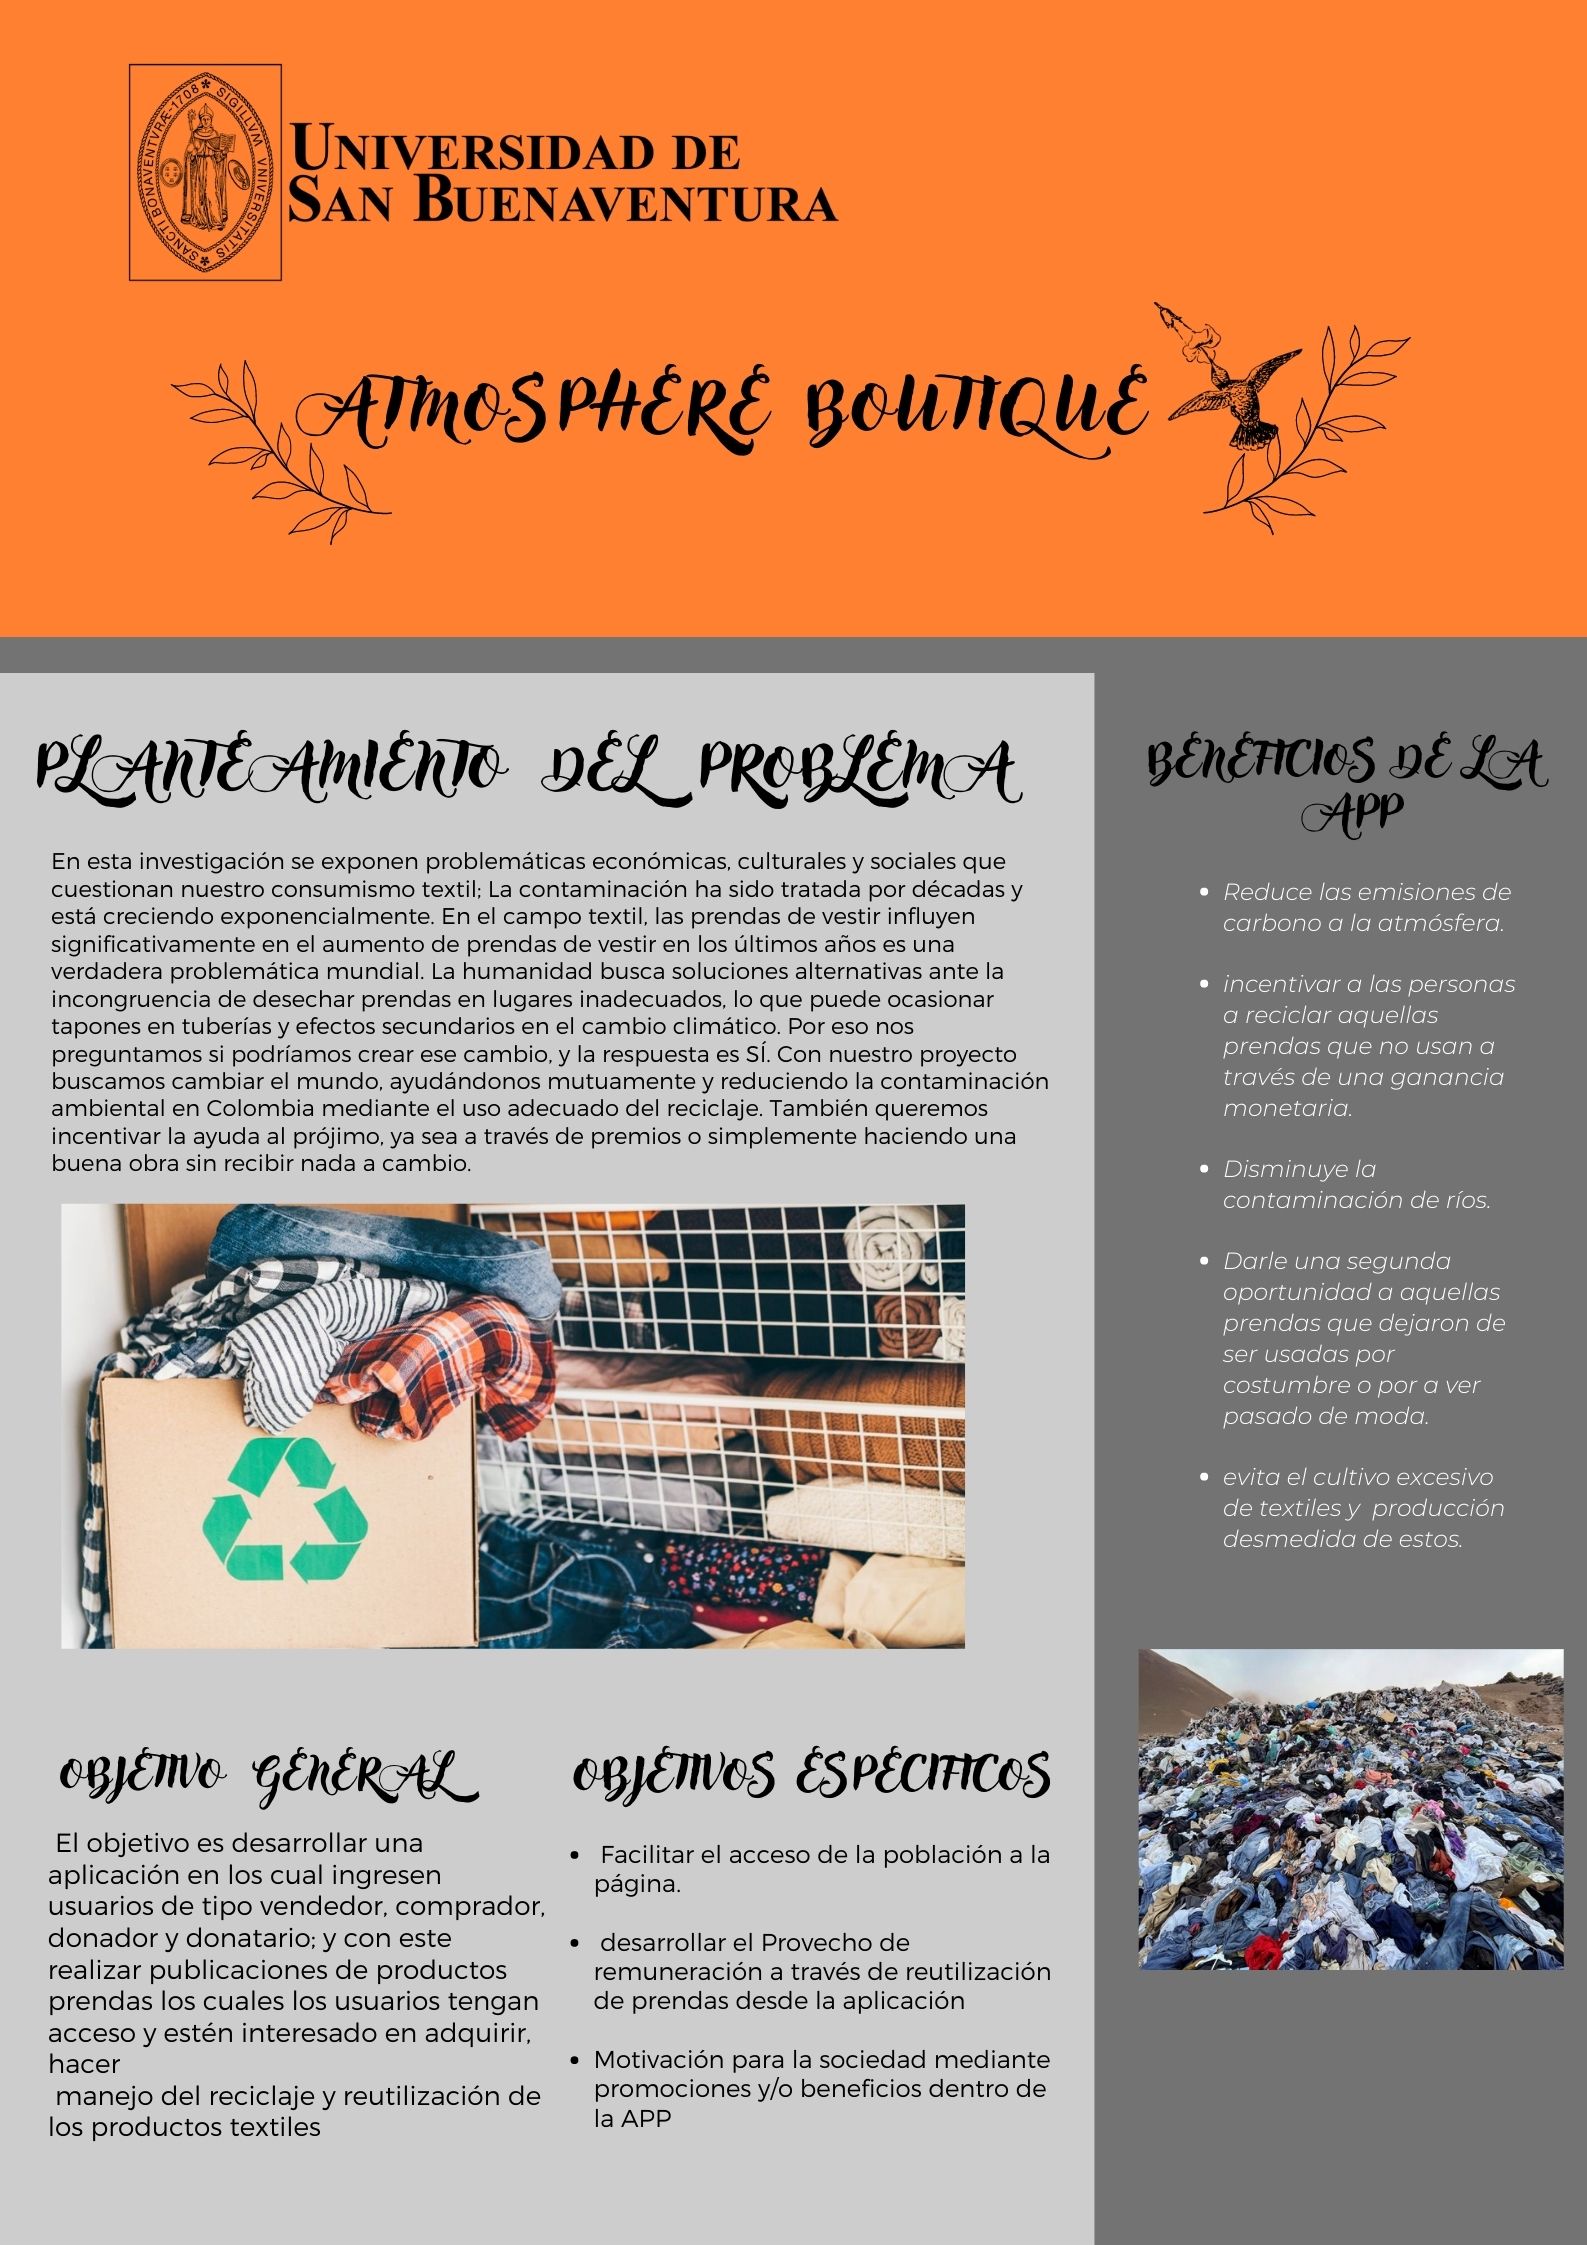 SIGILLVM VNIVERSITATIS SANCTI BONAVENTVRÆ-1708
UNIVERSIDAD DE
SAN BUENAVENTURA
ATMOSPHERE BOUTIQUE
PLANTEAMIENTO DEL PROBLEMA
En esta investigación se exponen problemáticas económicas, culturales y sociales que
cuestionan nuestro consumismo textil; La contaminación ha sido tratada por décadas y
está creciendo exponencialmente. En el campo textil, las prendas de vestir influyen
significativamente en el aumento de prendas de vestir en los últimos años es una
verdadera problemática mundial. La humanidad busca soluciones alternativas ante la
incongruencia de desechar prendas en lugares inadecuados, lo que puede ocasionar
tapones en tuberías y efectos secundarios en el cambio climático. Por eso nos
preguntamos si podríamos crear ese cambio, y la respuesta es SÍ. Con nuestro proyecto
buscamos cambiar el mundo, ayudándonos mutuamente y reduciendo la contaminación
ambiental en Colombia mediante el uso adecuado del reciclaje. También queremos
incentivar la ayuda al prójimo, ya sea a través de premios o simplemente haciendo una
buena obra sin recibir nada a cambio.
OBJETIVO GENERAL
El objetivo es desarrollar una
aplicación en los cual ingresen
usuarios de tipo vendedor, comprador,
donador y donatario; y con este
realizar publicaciones de productos
prendas los cuales los usuarios tengan
acceso y estén interesado en adquirir,
hacer
manejo del reciclaje y reutilización de
los productos textiles
OBJETIVOS ESPECIFICOS
• Facilitar el acceso de la población a la
página.
• desarrollar el Provecho de
remuneración a través de reutilización
de prendas desde la aplicación
• Motivación para la sociedad mediante
promociones y/o beneficios dentro de
la APP
BENEFICIOS DE LA
APP
• Reduce las emisiones de
carbono a la atmósfera.
• incentivar a las personas
a reciclar aquellas
prendas que no usan a
través de una ganancia
monetaria.
• Disminuye la
contaminación de ríos.
• Darle una segunda
oportunidad a aquellas
prendas que dejaron de
ser usadas por
costumbre o por a ver
pasado de moda.
• evita el cultivo excesivo
de textiles y producción
desmedida de estos.